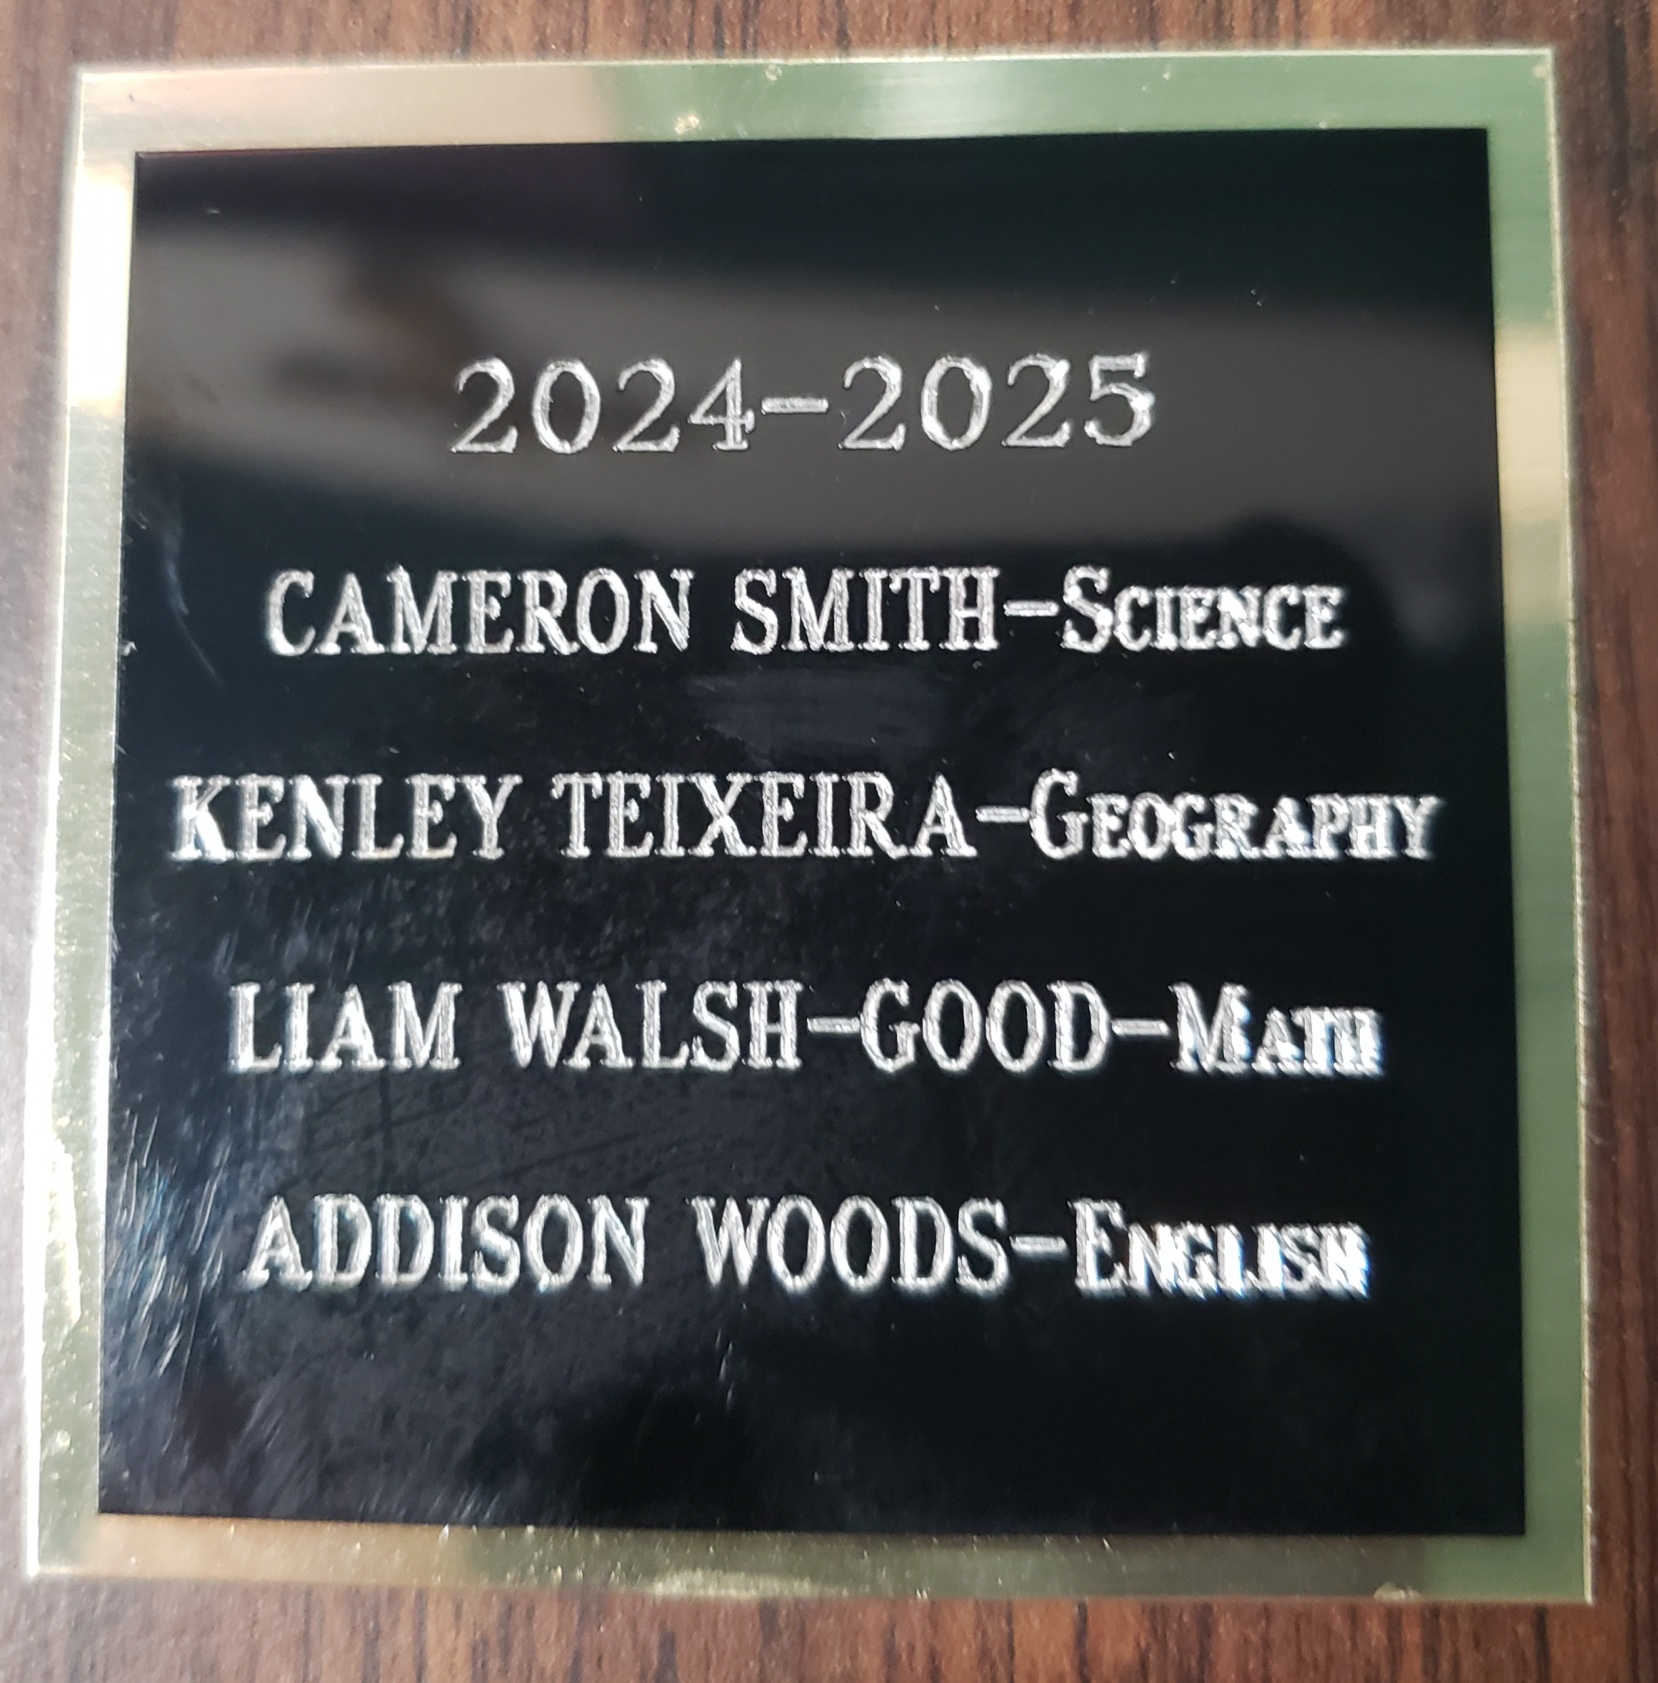 2024-2025
CAMERON SMITH-SCIENCE
KENLEY TEIXEIRA-GEOGRAPHY
LIAM WALSH-GOOD-MATH
ADDISON WOODS-ENGLISH